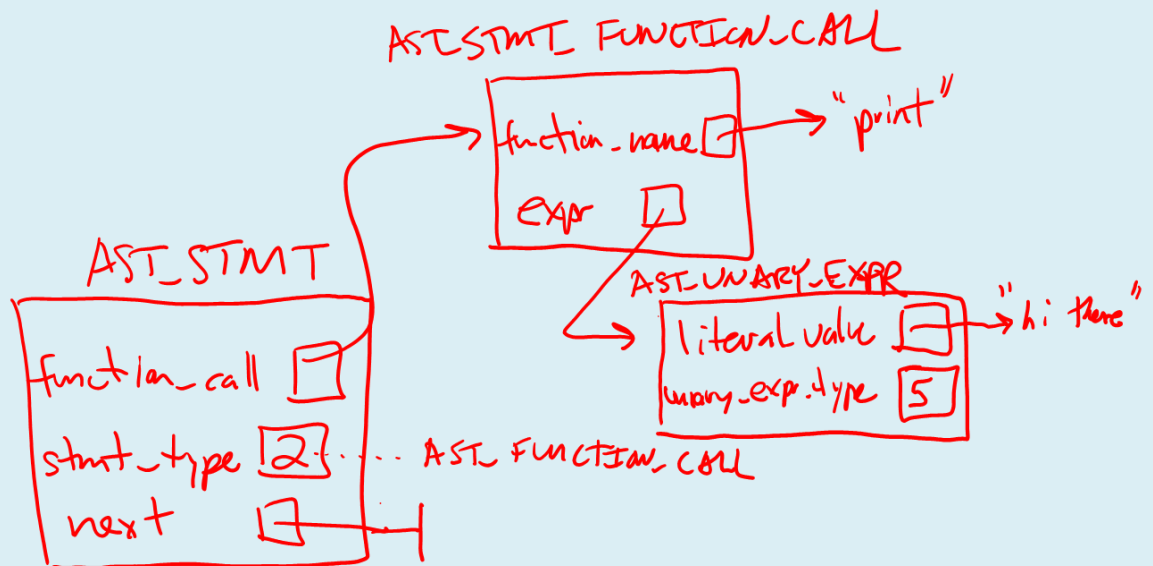 AST_STMT_FUNCTION_CALL
function_name
"print"
expr
AST_STMT
AST_UNARY_EXPR
literal value
"hi there"
function_call
unary_expr_type 5
stmt_type 2 ...... AST_FUNCTION_CALL
next